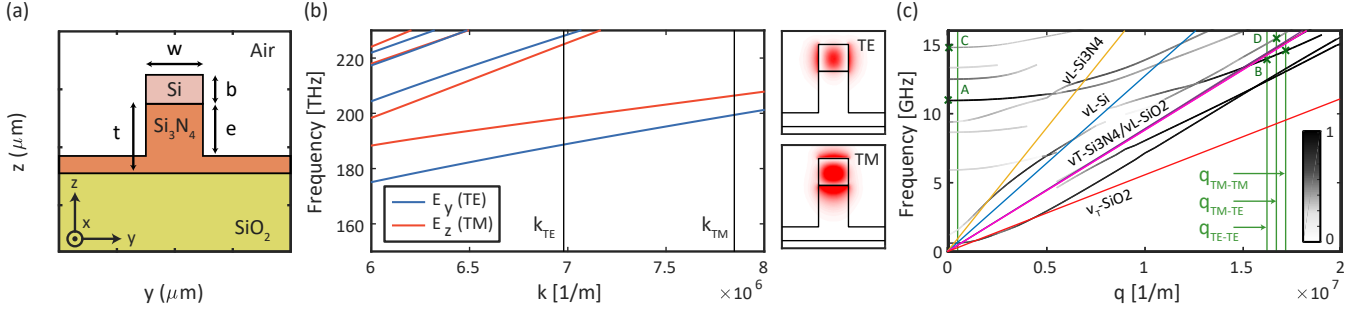 (a)
w
Air
Si
b
Si3N4
t
e
z (μm)
z
x
y
SiO2
y (μm)
(b)
Frequency [THz]
220
200
180
160
E y (TE)
E z (TM)
kTE
kTM
6
6.5
7
7.5
8
k [1/m]
×10^6
TE
TM
(c)
Frequency [GHz]
15
10
5
0
C
A
D
B
vL-Si3N4
vL-Si
vT-Si3N4/vL-SiO2
vT-SiO2
qTM-TM
qTM-TE
qTE-TE
1
0
0
0.5
1
1.5
2
q [1/m]
×10^7